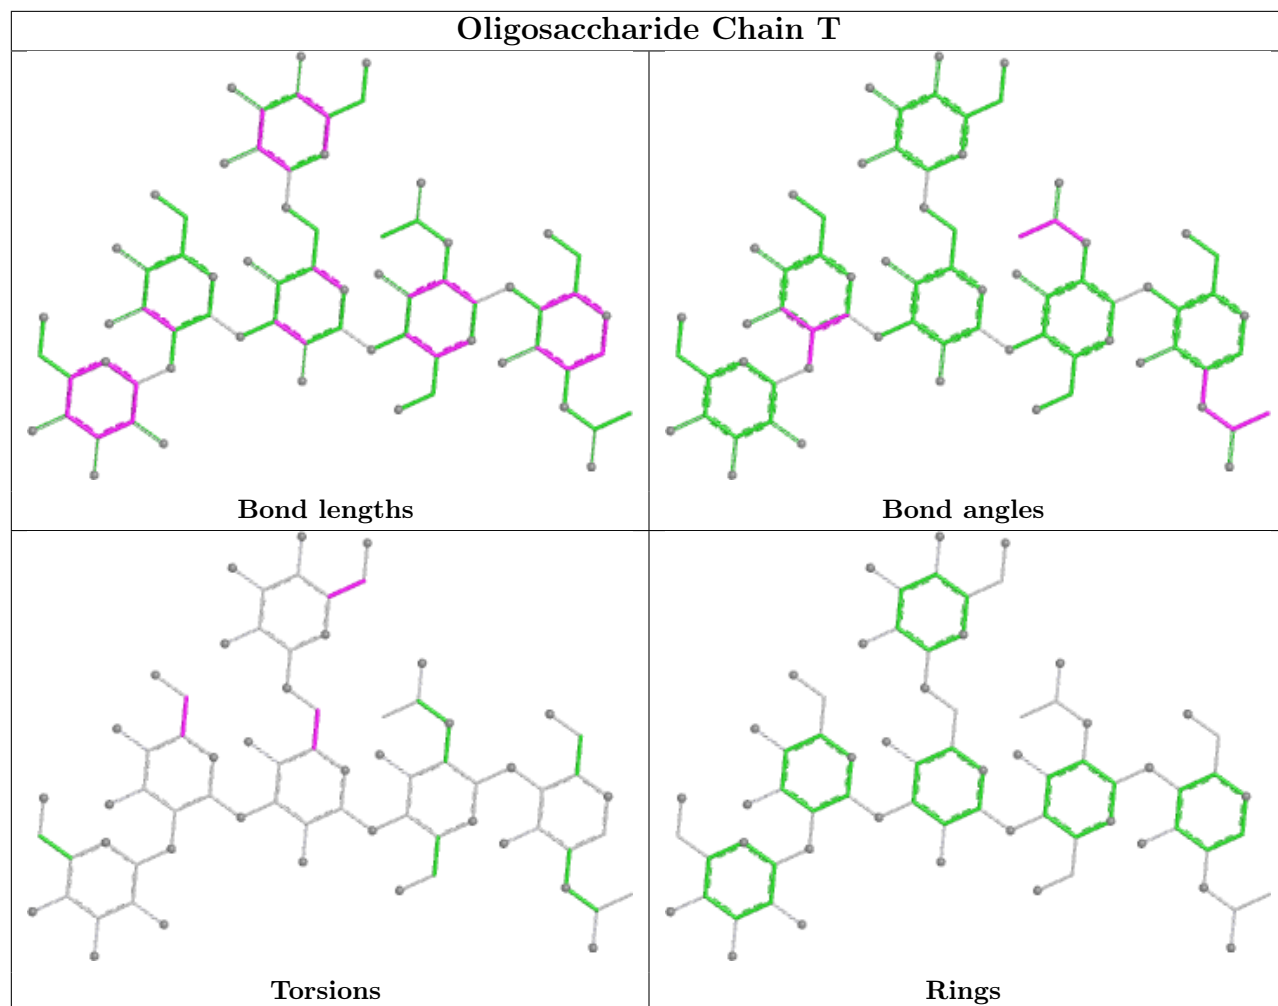 Oligosaccharide Chain T
Bond lengths
Bond angles
Torsions
Rings